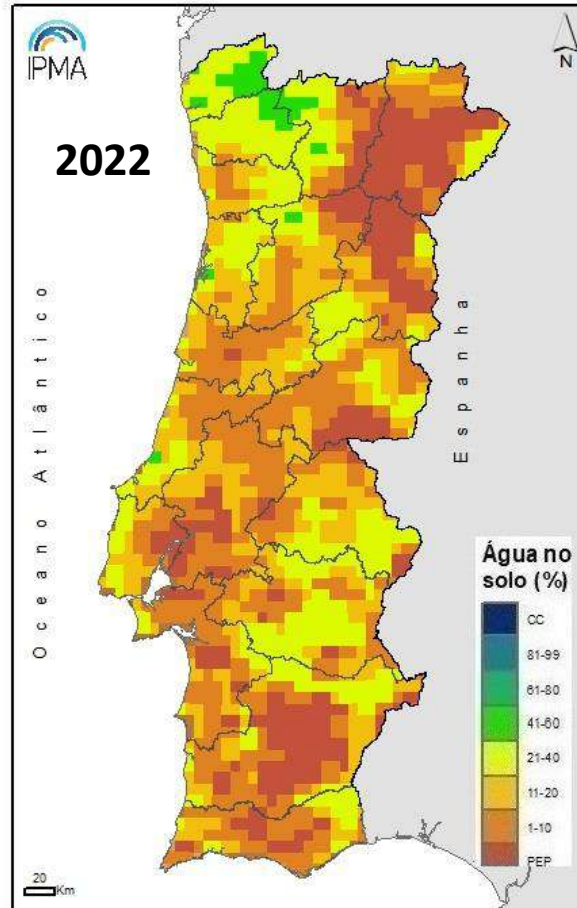 IPMA
N
2022
Oceano Atlântico
Espanha
Água no
solo (%)
CC
81-99
61-80
41-60
21-40
11-20
1-10
PEP
20
Km